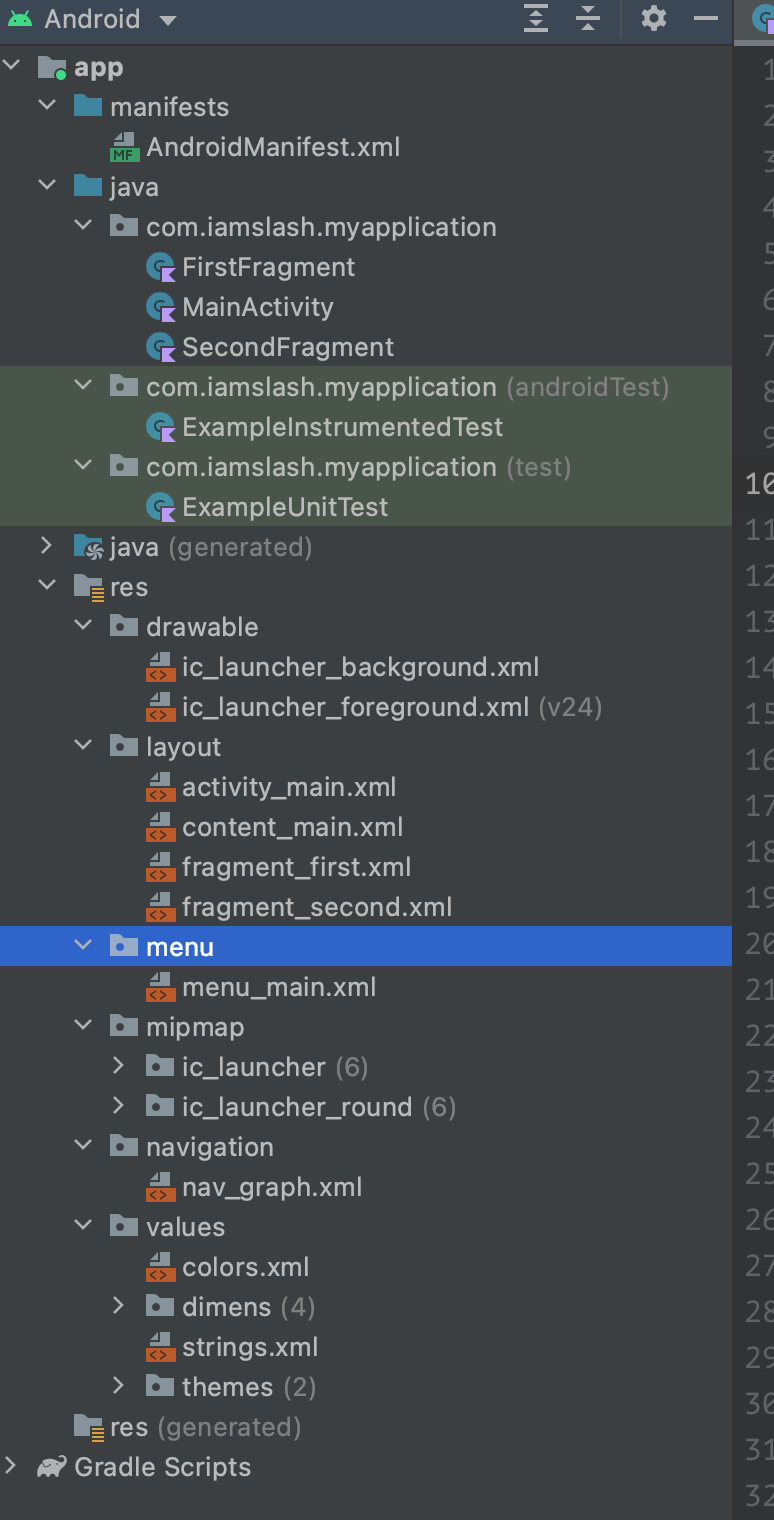 Android
app
manifests
AndroidManifest.xml
java
com.iamslash.myapplication
FirstFragment
MainActivity
SecondFragment
com.iamslash.myapplication (androidTest)
ExampleInstrumentedTest
com.iamslash.myapplication (test)
ExampleUnitTest
java (generated)
res
drawable
ic_launcher_background.xml
ic_launcher_foreground.xml (v24)
layout
activity_main.xml
content_main.xml
fragment_first.xml
fragment_second.xml
menu
menu_main.xml
mipmap
ic_launcher (6)
ic_launcher_round (6)
navigation
nav_graph.xml
values
colors.xml
dimens (4)
strings.xml
themes (2)
res (generated)
Gradle Scripts
1
2
3
4
5
6
7
8
9
10
11
12
13
14
15
16
17
18
19
20
21
22
23
24
25
26
27
28
29
30
31
32